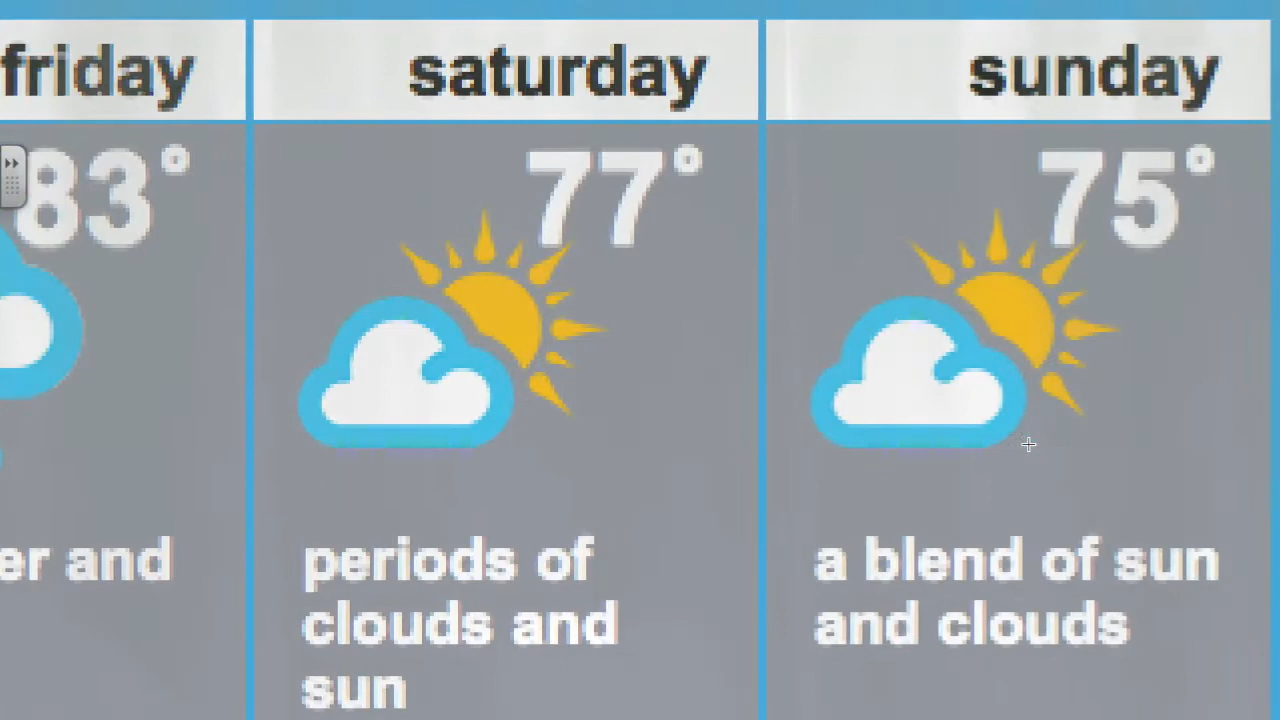 friday
83°
er and
saturday
77°
periods of
clouds and
sun
sunday
75°
a blend of sun
and clouds